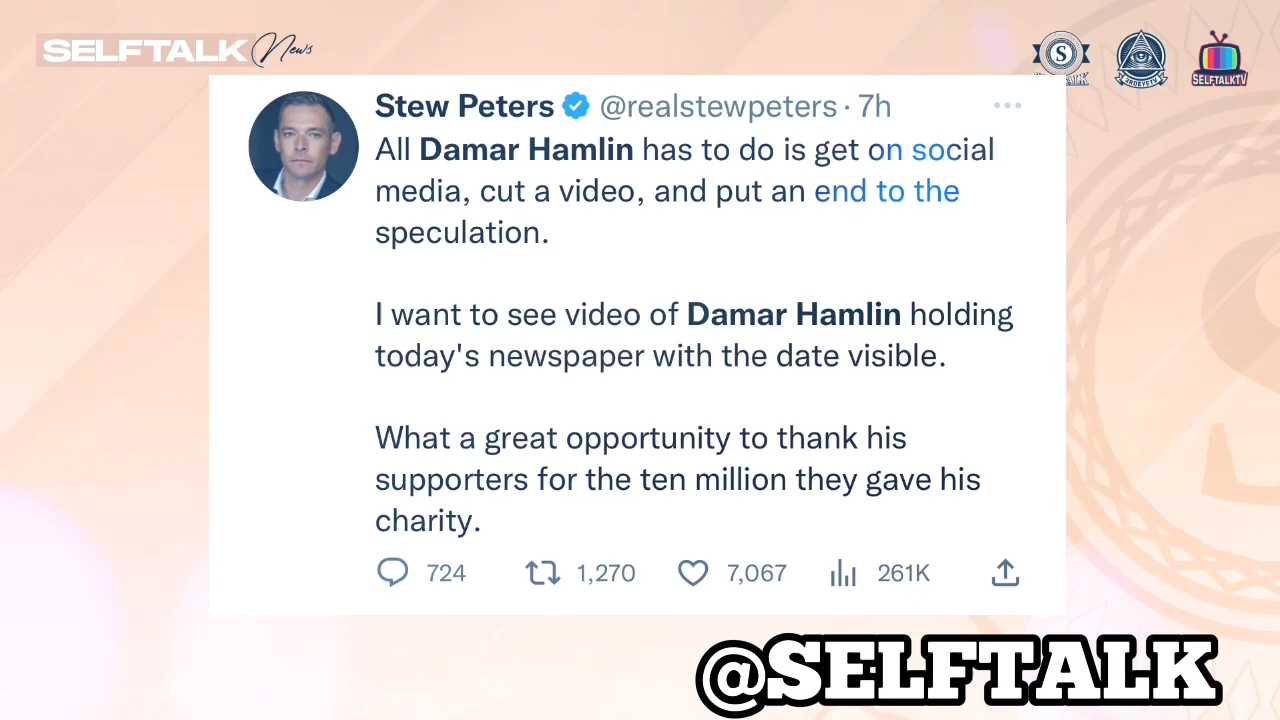 SELFTALK News
S
SELFTALKTV
Stew Peters @realstewpeters · 7h
All Damar Hamlin has to do is get on social
media, cut a video, and put an end to the
speculation.
I want to see video of Damar Hamlin holding
today's newspaper with the date visible.
What a great opportunity to thank his
supporters for the ten million they gave his
charity.
724 1,270 7,067 261K
@SELFTALK